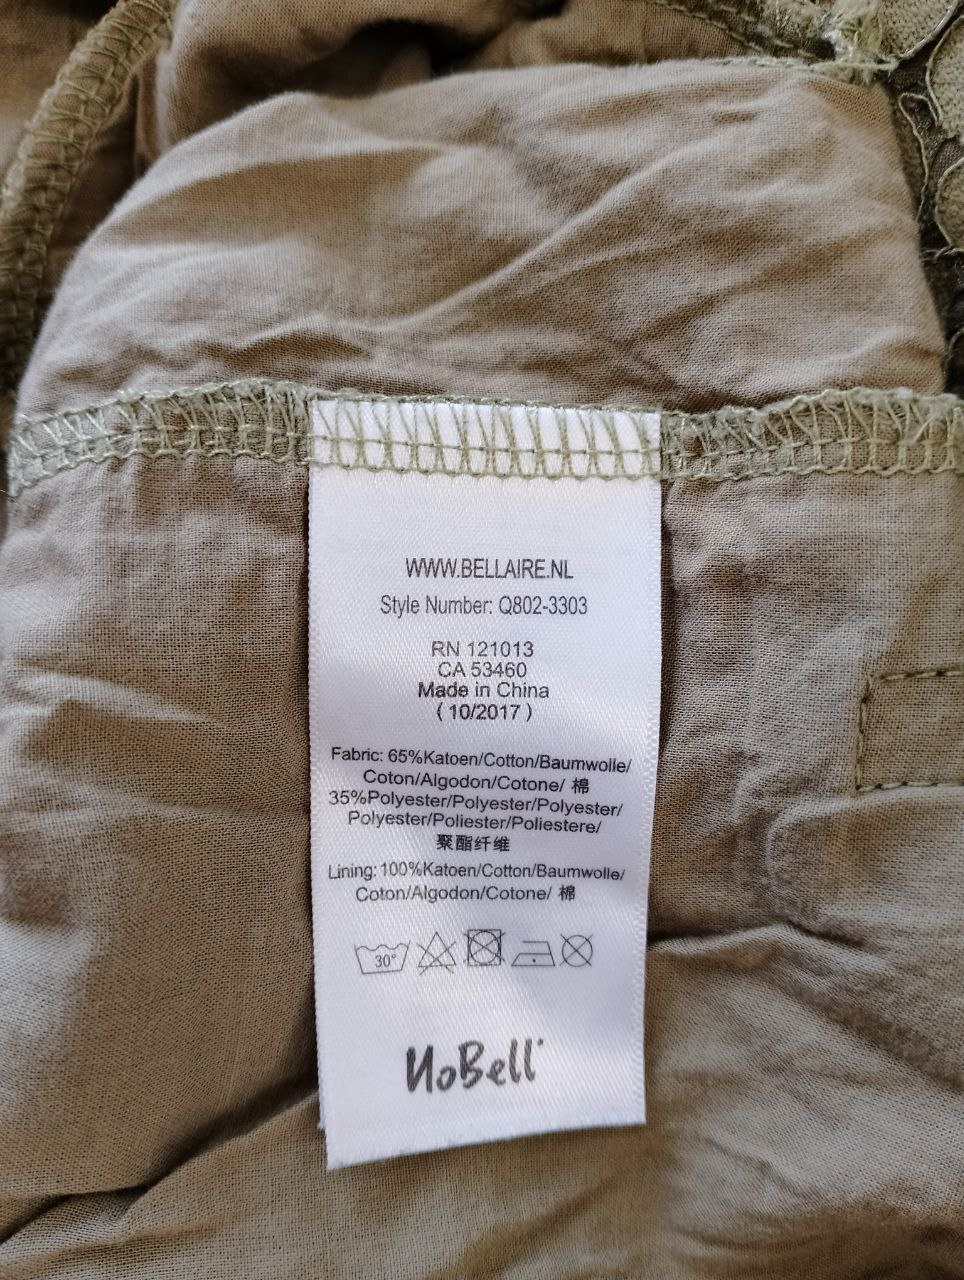 WWW.BELLAIRE.NL
Style Number: Q802-3303
RN 121013
CA 53460
Made in China
( 10/2017 )
Fabric: 65%Katoen/Cotton/Baumwolle/
Coton/Algodon/Cotone/ 棉
35%Polyester/Polyester/Polyester/
Polyester/Poliester/Poliestere/
聚酯纤维
Lining:100%Katoen/Cotton/Baumwolle/
Coton/Algodon/Cotone/ 棉
30°
NoBell'